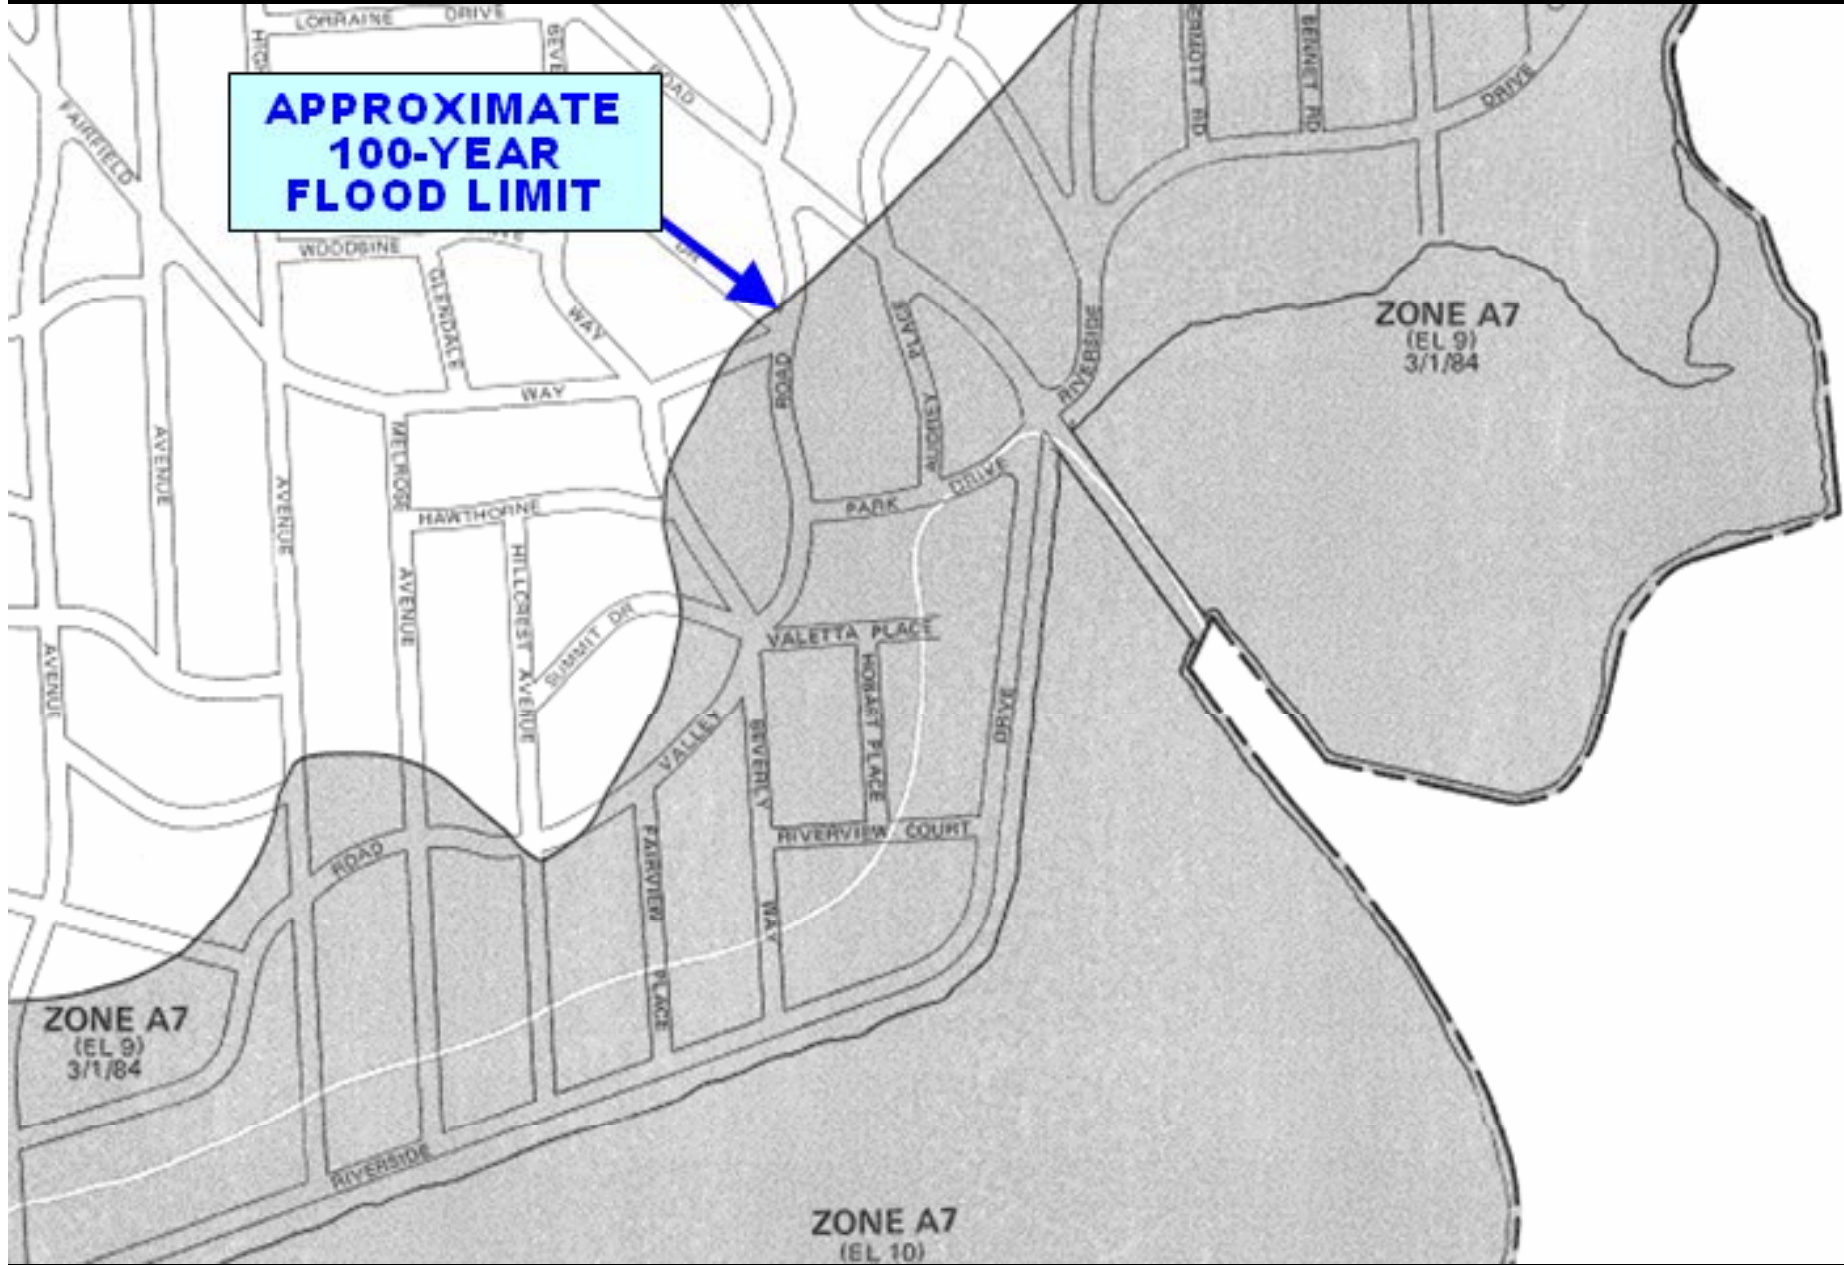 LORRAINE DRIVE
BENNET RD
ROAD
DRIVE
APPROXIMATE
100-YEAR
FLOOD LIMIT
FAIRFIELD
WOODBINE
DR
GLENDALE
WAY
PLACE
RIVERSIDE
ZONE A7
(EL 9)
3/1/84
ROAD
WAY
AUDREY
MELROSE
AVENUE
AVENUE
HAWTHORNE
PARK DRIVE
HILLCREST AVENUE
AVENUE
SUMMIT DR
VALETTA PLACE
HOBART PLACE
AVENUE
VALLEY
BEVERLY
DRIVE
RIVERVIEW COURT
FAIRVIEW
ROAD
WAY
PLACE
ZONE A7
(EL 9)
3/1/84
RIVERSIDE
ZONE A7
(EL 10)